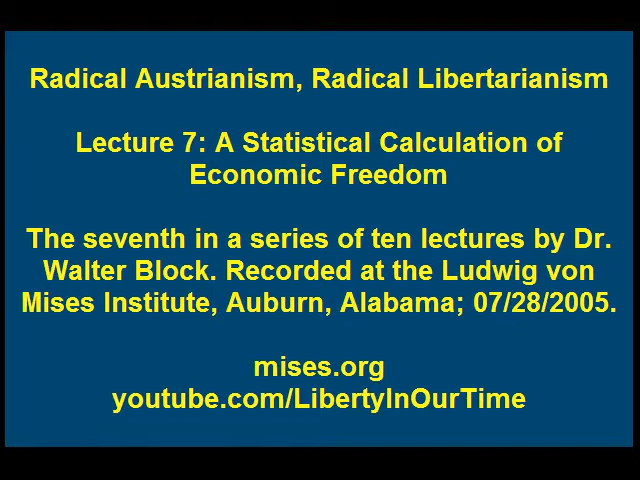 Radical Austrianism, Radical Libertarianism
Lecture 7: A Statistical Calculation of
Economic Freedom
The seventh in a series of ten lectures by Dr.
Walter Block. Recorded at the Ludwig von
Mises Institute, Auburn, Alabama; 07/28/2005.
mises.org
youtube.com/LibertyInOurTime